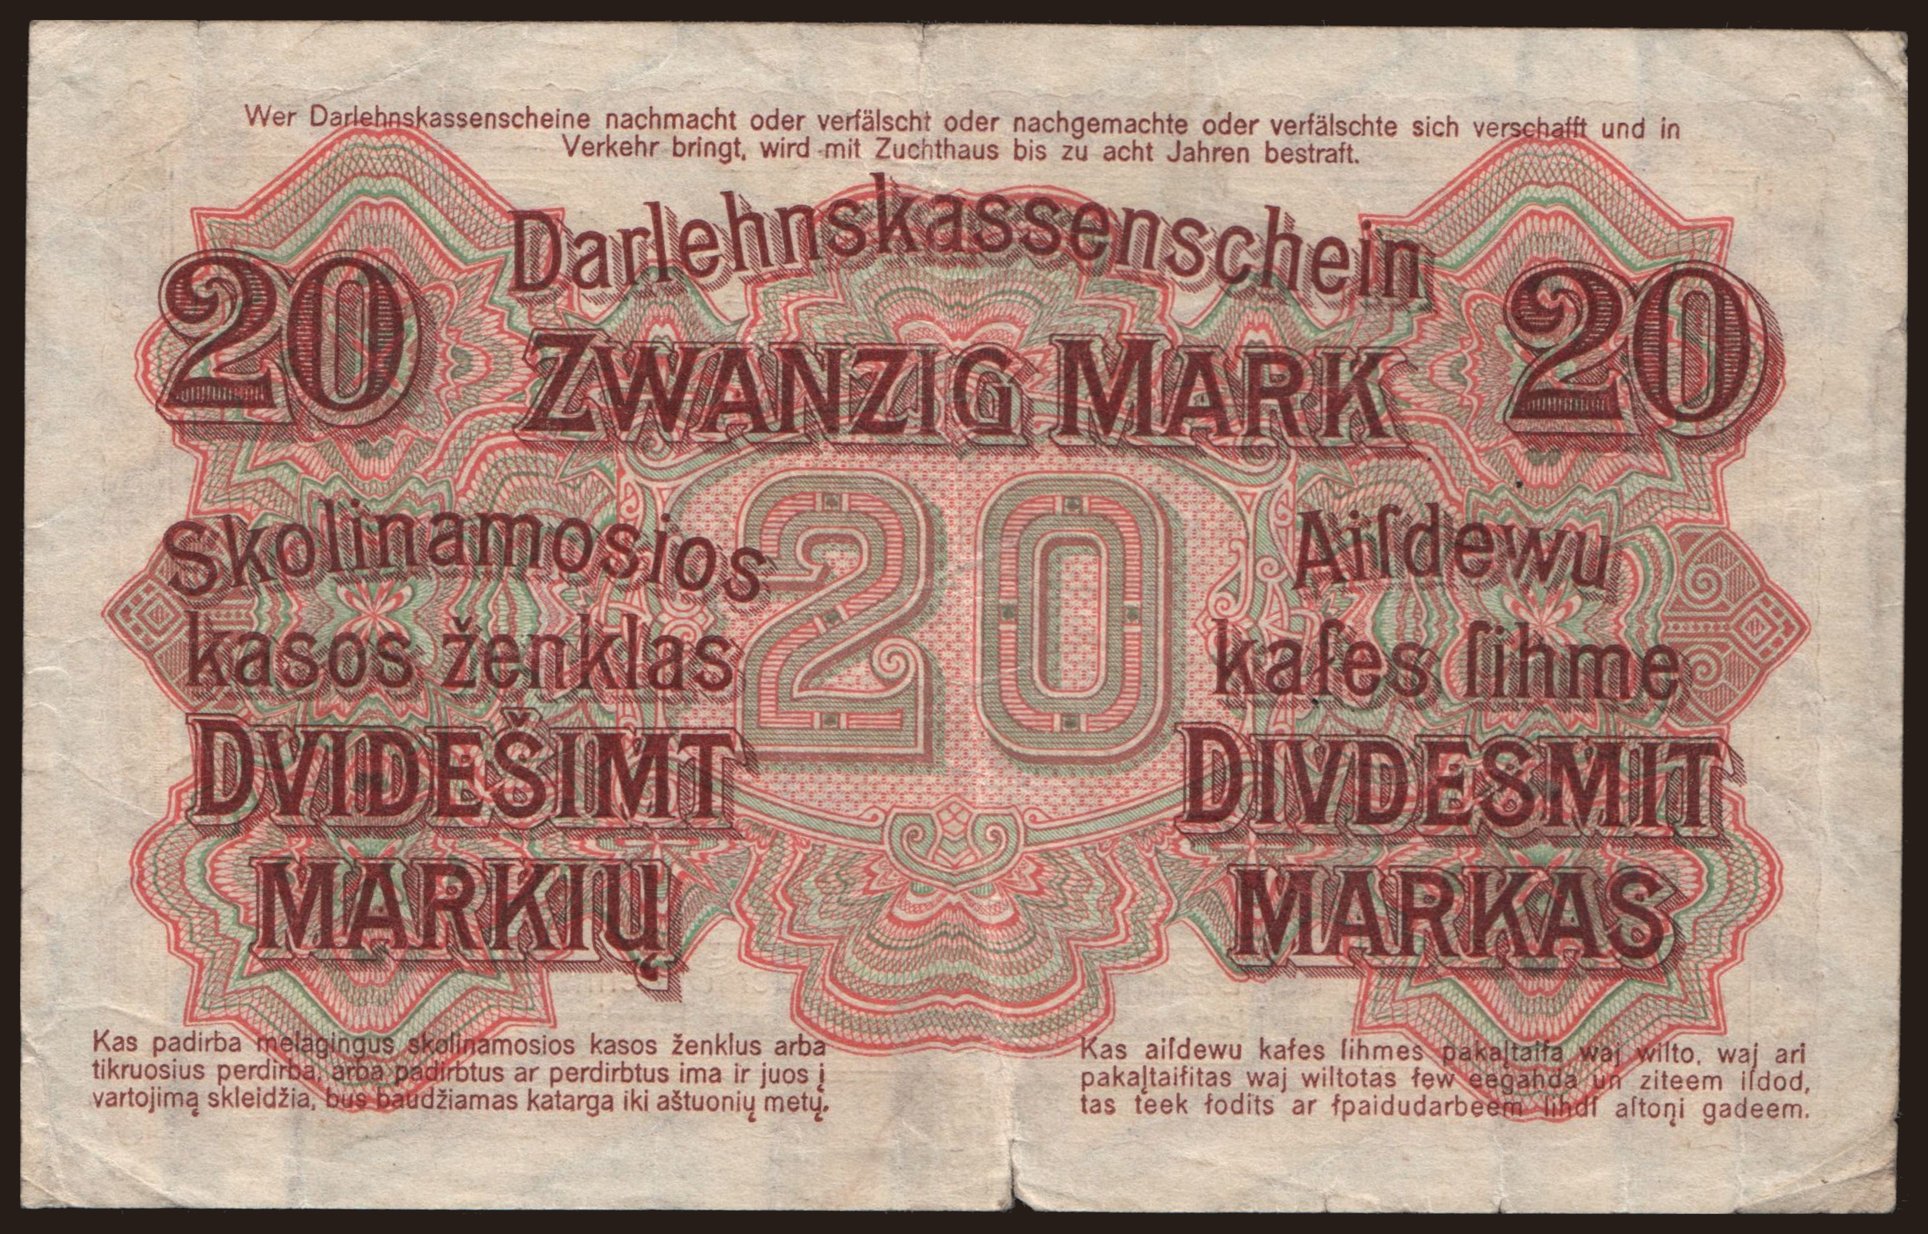 Wer Darlehnskassenscheine nachmacht oder verfälscht oder nachgemachte oder verfälschte sich verschafft und in
Verkehr bringt, wird mit Zuchthaus bis zu acht Jahren bestraft.
20
Darlehnskassenschein
20
ZWANZIG MARK
20
Skolinamosios
kasos ženklas
DVIDEŠIMT
MARKIŲ
Aiſdewu
kaſes ſihme
DIVDESMIT
MARKAS
Kas padirba melagingus skolinamosios kasos ženklus arba
tikruosius perdirba, arba padirbtus ar perdirbtus ima ir juos į
vartojimą skleidžia, bus baudžiamas katarga iki aštuonių metų.
Kas aiſdewu kaſes ſihmes pakaļtaiſa waj wilto, waj ari
pakaļtaiſitas waj wiltotas ſew eegahdā un ziteem iſdod,
tas teek ſodits ar ſpaidudarbeem lihdſ aſtoņi gadeem.